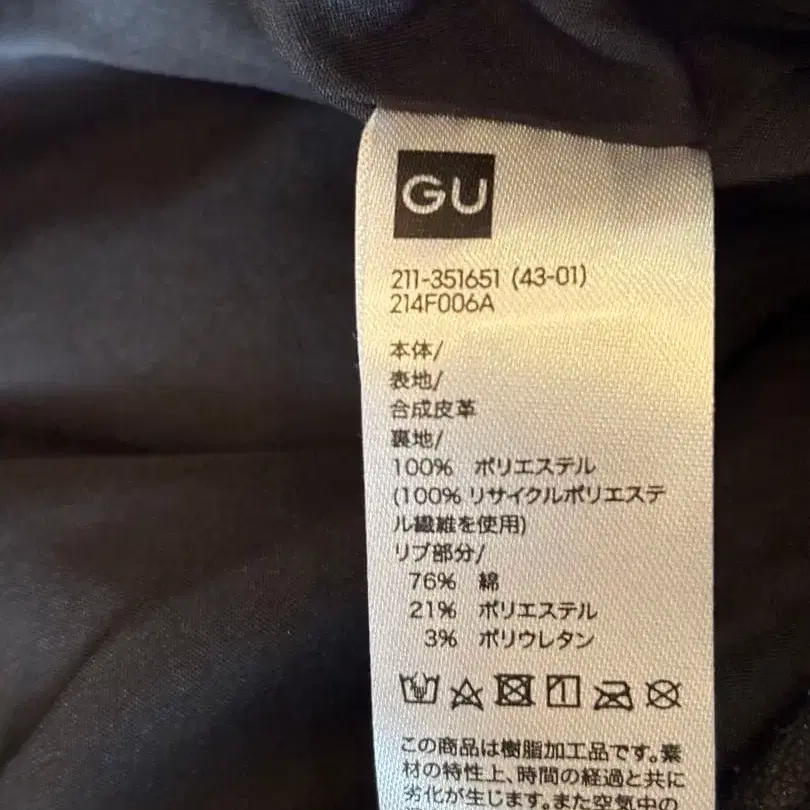 GU
211-351651 (43-01)
214F006A
本体/
表地/
合成皮革
裏地/
100% ポリエステル
(100% リサイクルポリエステ
ル繊維を使用)
リブ部分/
76% 綿
21% ポリエステル
3% ポリウレタン
この商品は樹脂加工品です。素
材の特性上、時間の経過と共に
劣化が生じます。また空気中の